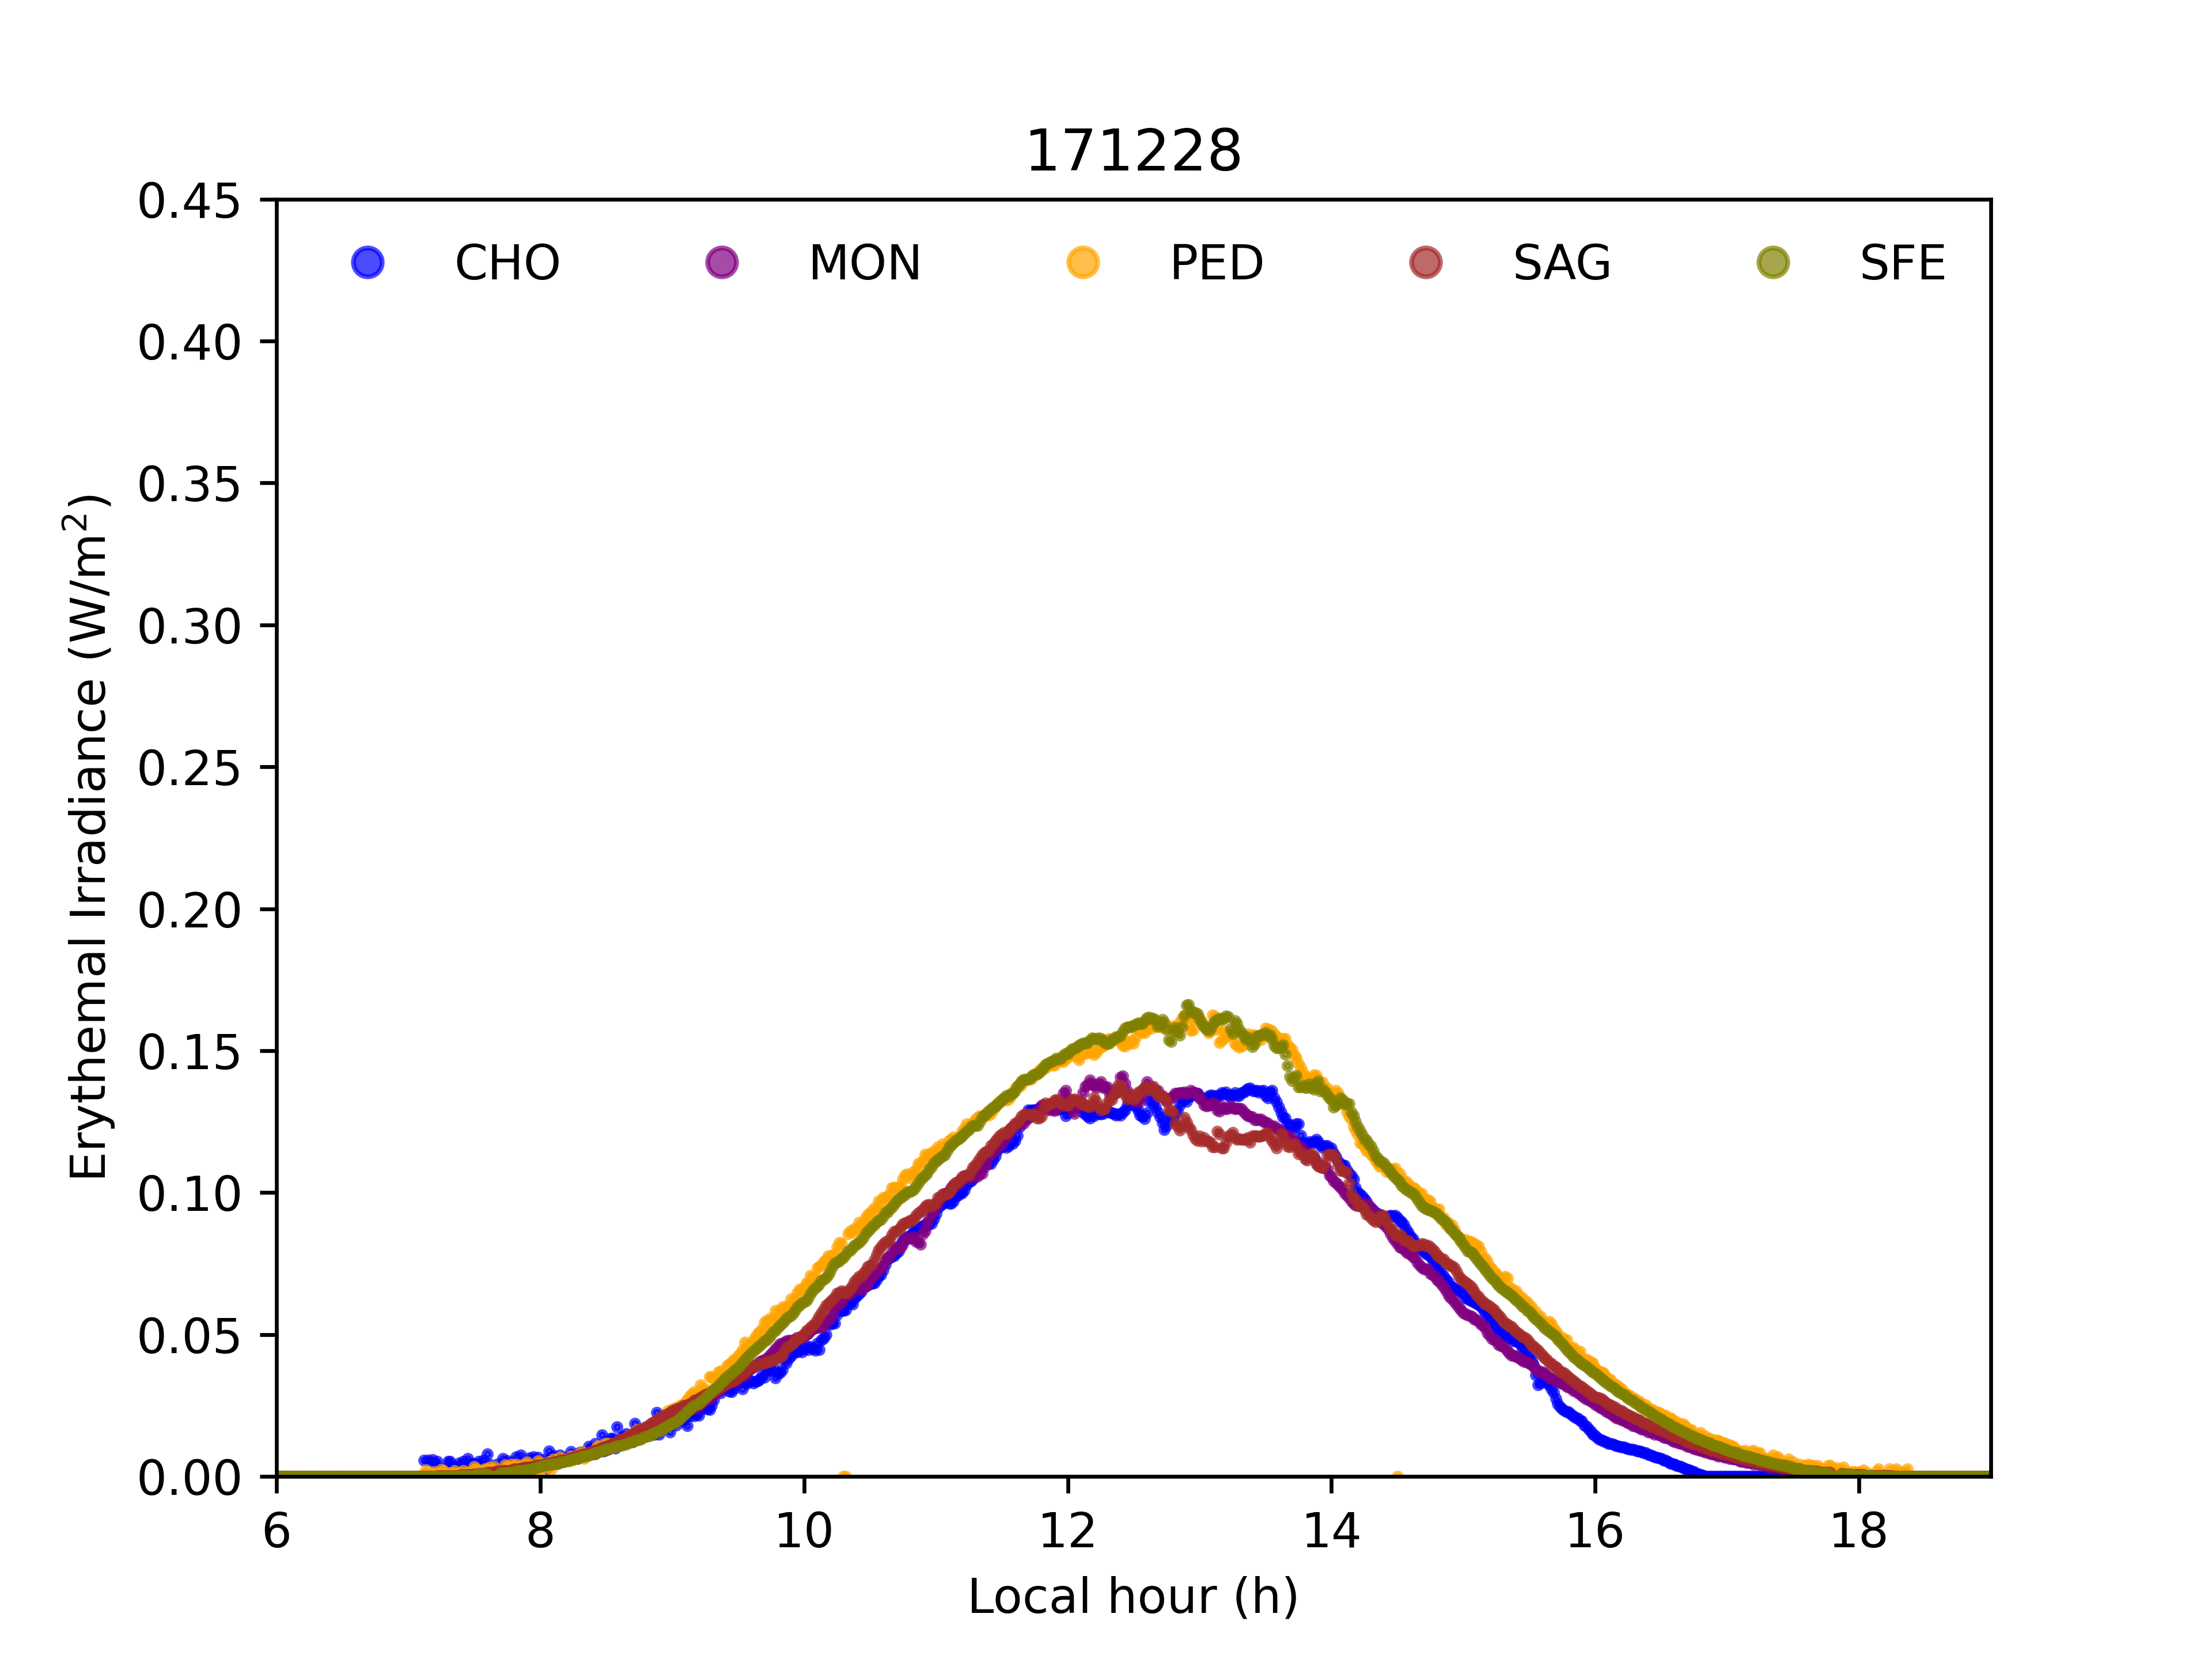 171228
CHO MON PED SAG SFE
0.45
0.40
0.35
0.30
0.25
0.20
0.15
0.10
0.05
0.00
Erythemal Irradiance (W/m²)
6 8 10 12 14 16 18
Local hour (h)